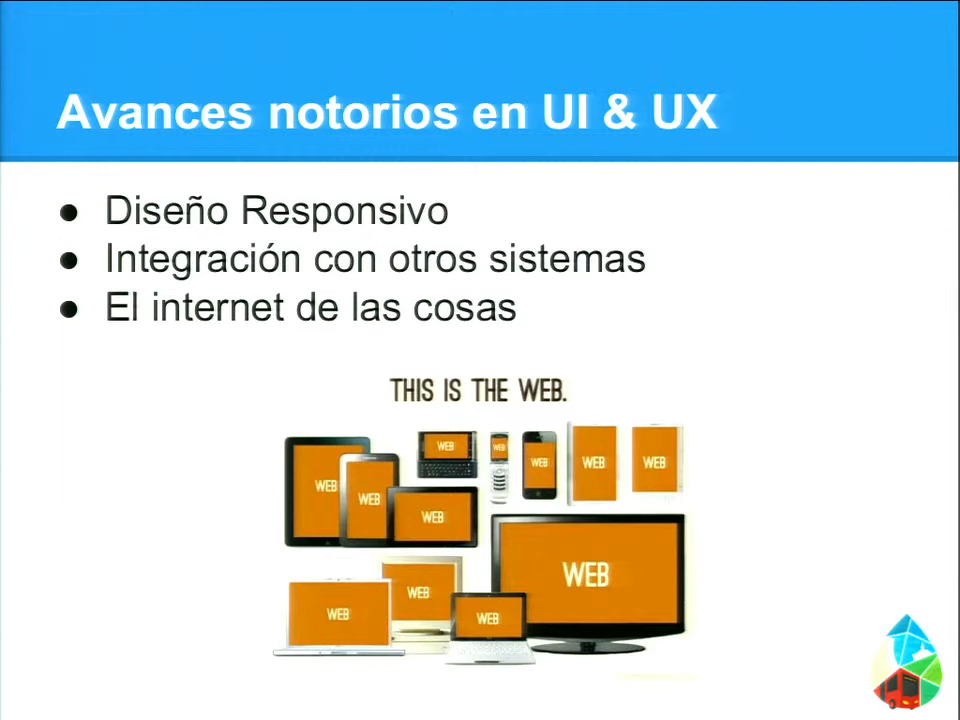 Avances notorios en UI & UX
● Diseño Responsivo
● Integración con otros sistemas
● El internet de las cosas
THIS IS THE WEB.
WEB
WEB
WEB
WEB
WEB
WEB
WEB
WEB
WEB
WEB
WEB
WEB